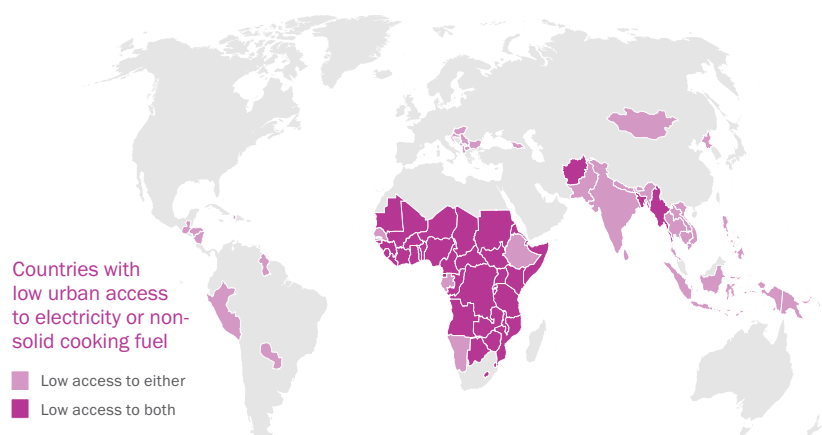 Countries with
low urban access
to electricity or non-
solid cooking fuel
Low access to either
Low access to both